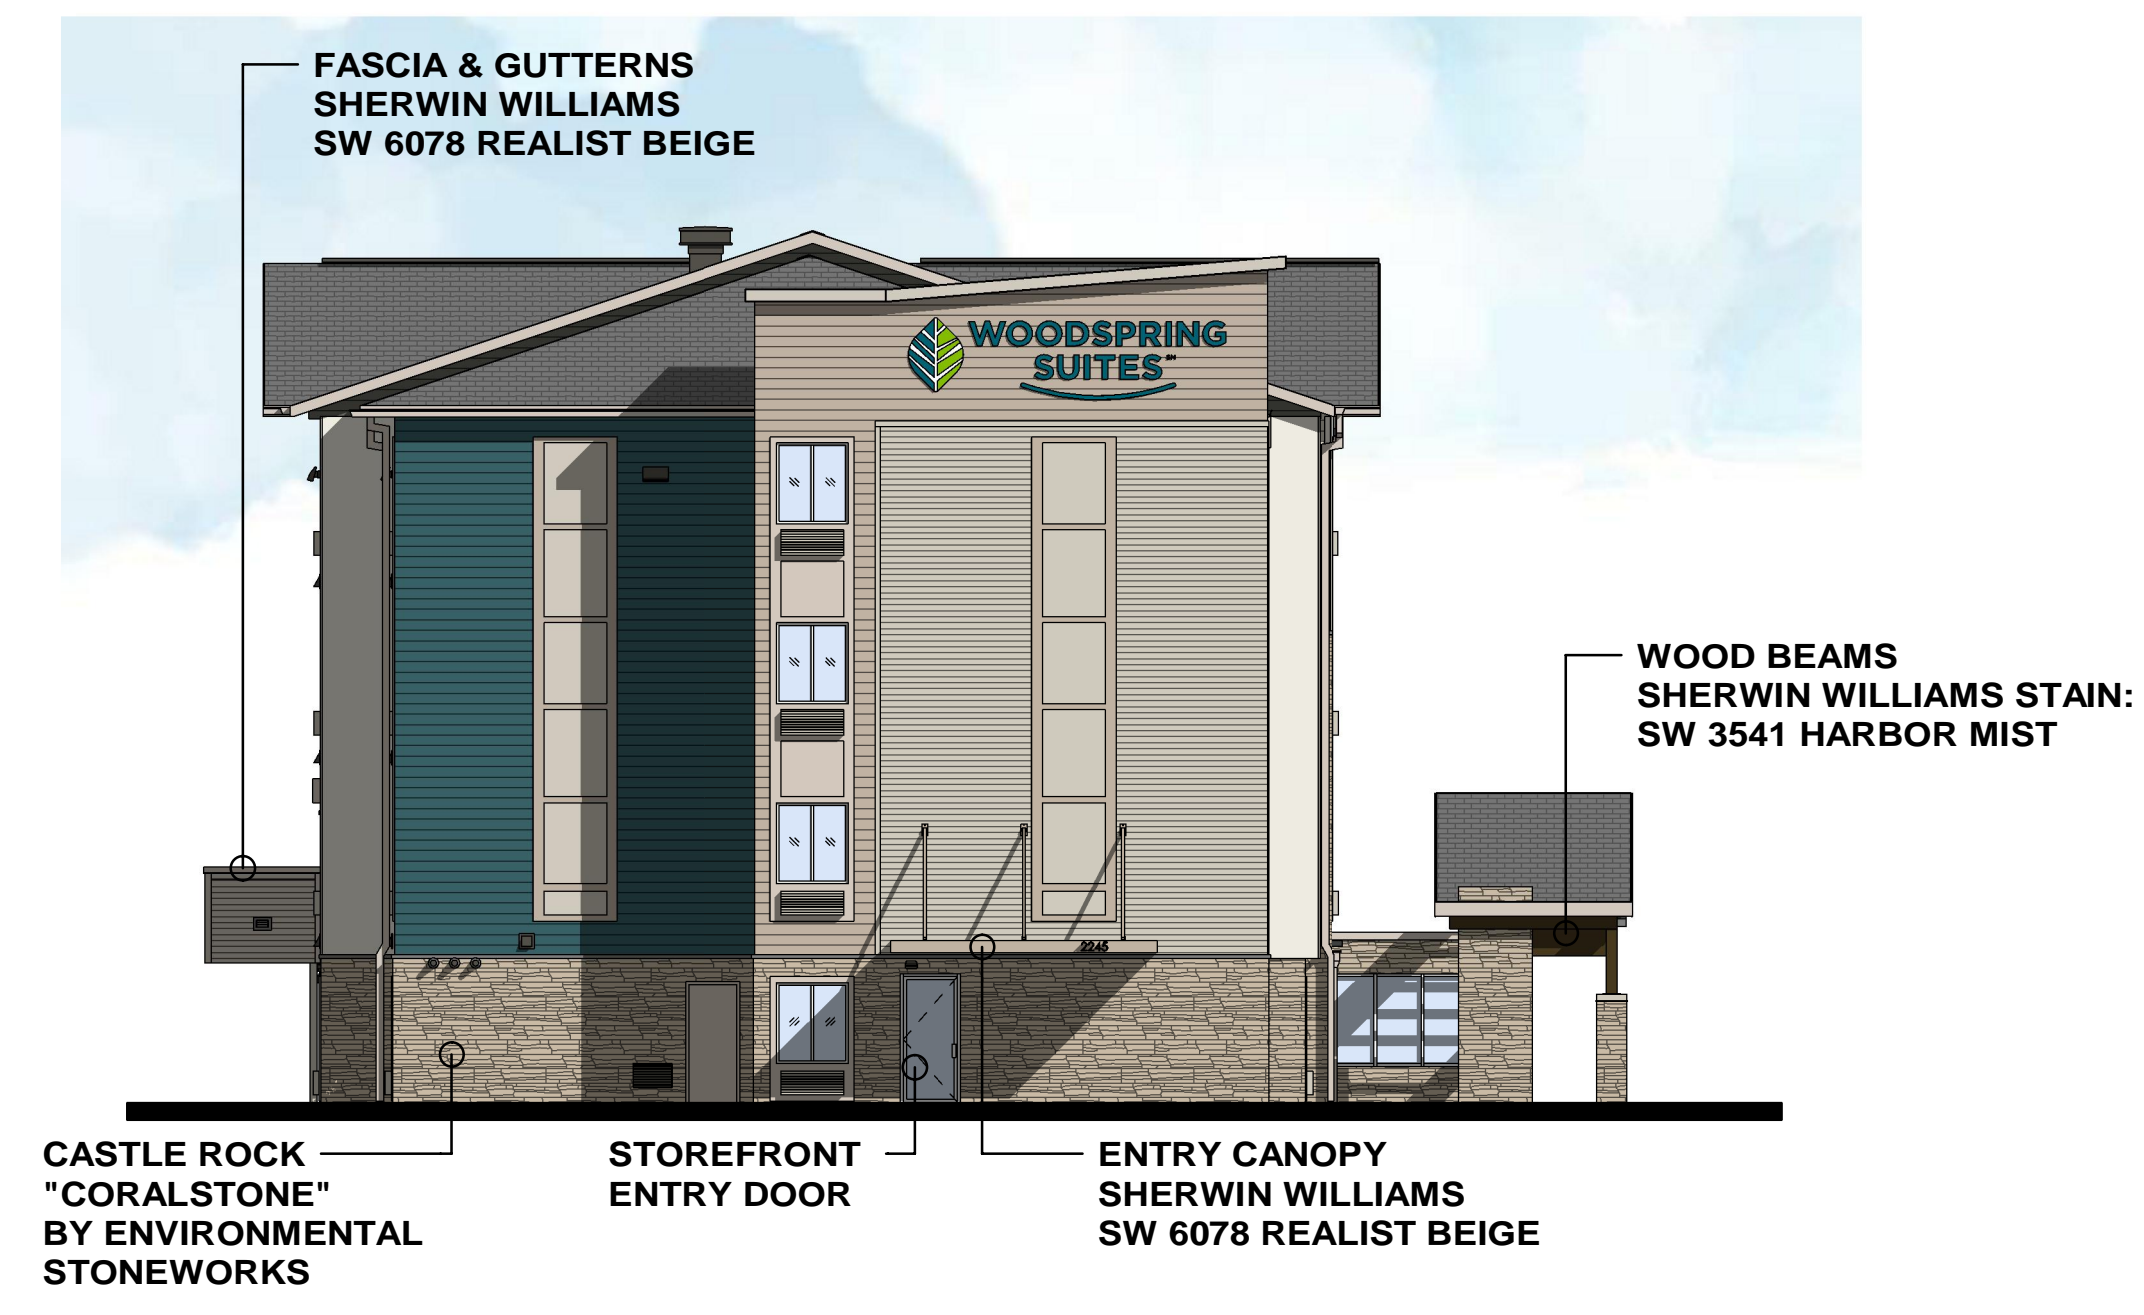 FASCIA & GUTTERNS
SHERWIN WILLIAMS
SW 6078 REALIST BEIGE
WOODSPRING
SUITES SM
WOOD BEAMS
SHERWIN WILLIAMS STAIN:
SW 3541 HARBOR MIST
2245
CASTLE ROCK
"CORALSTONE"
BY ENVIRONMENTAL
STONEWORKS
STOREFRONT
ENTRY DOOR
ENTRY CANOPY
SHERWIN WILLIAMS
SW 6078 REALIST BEIGE